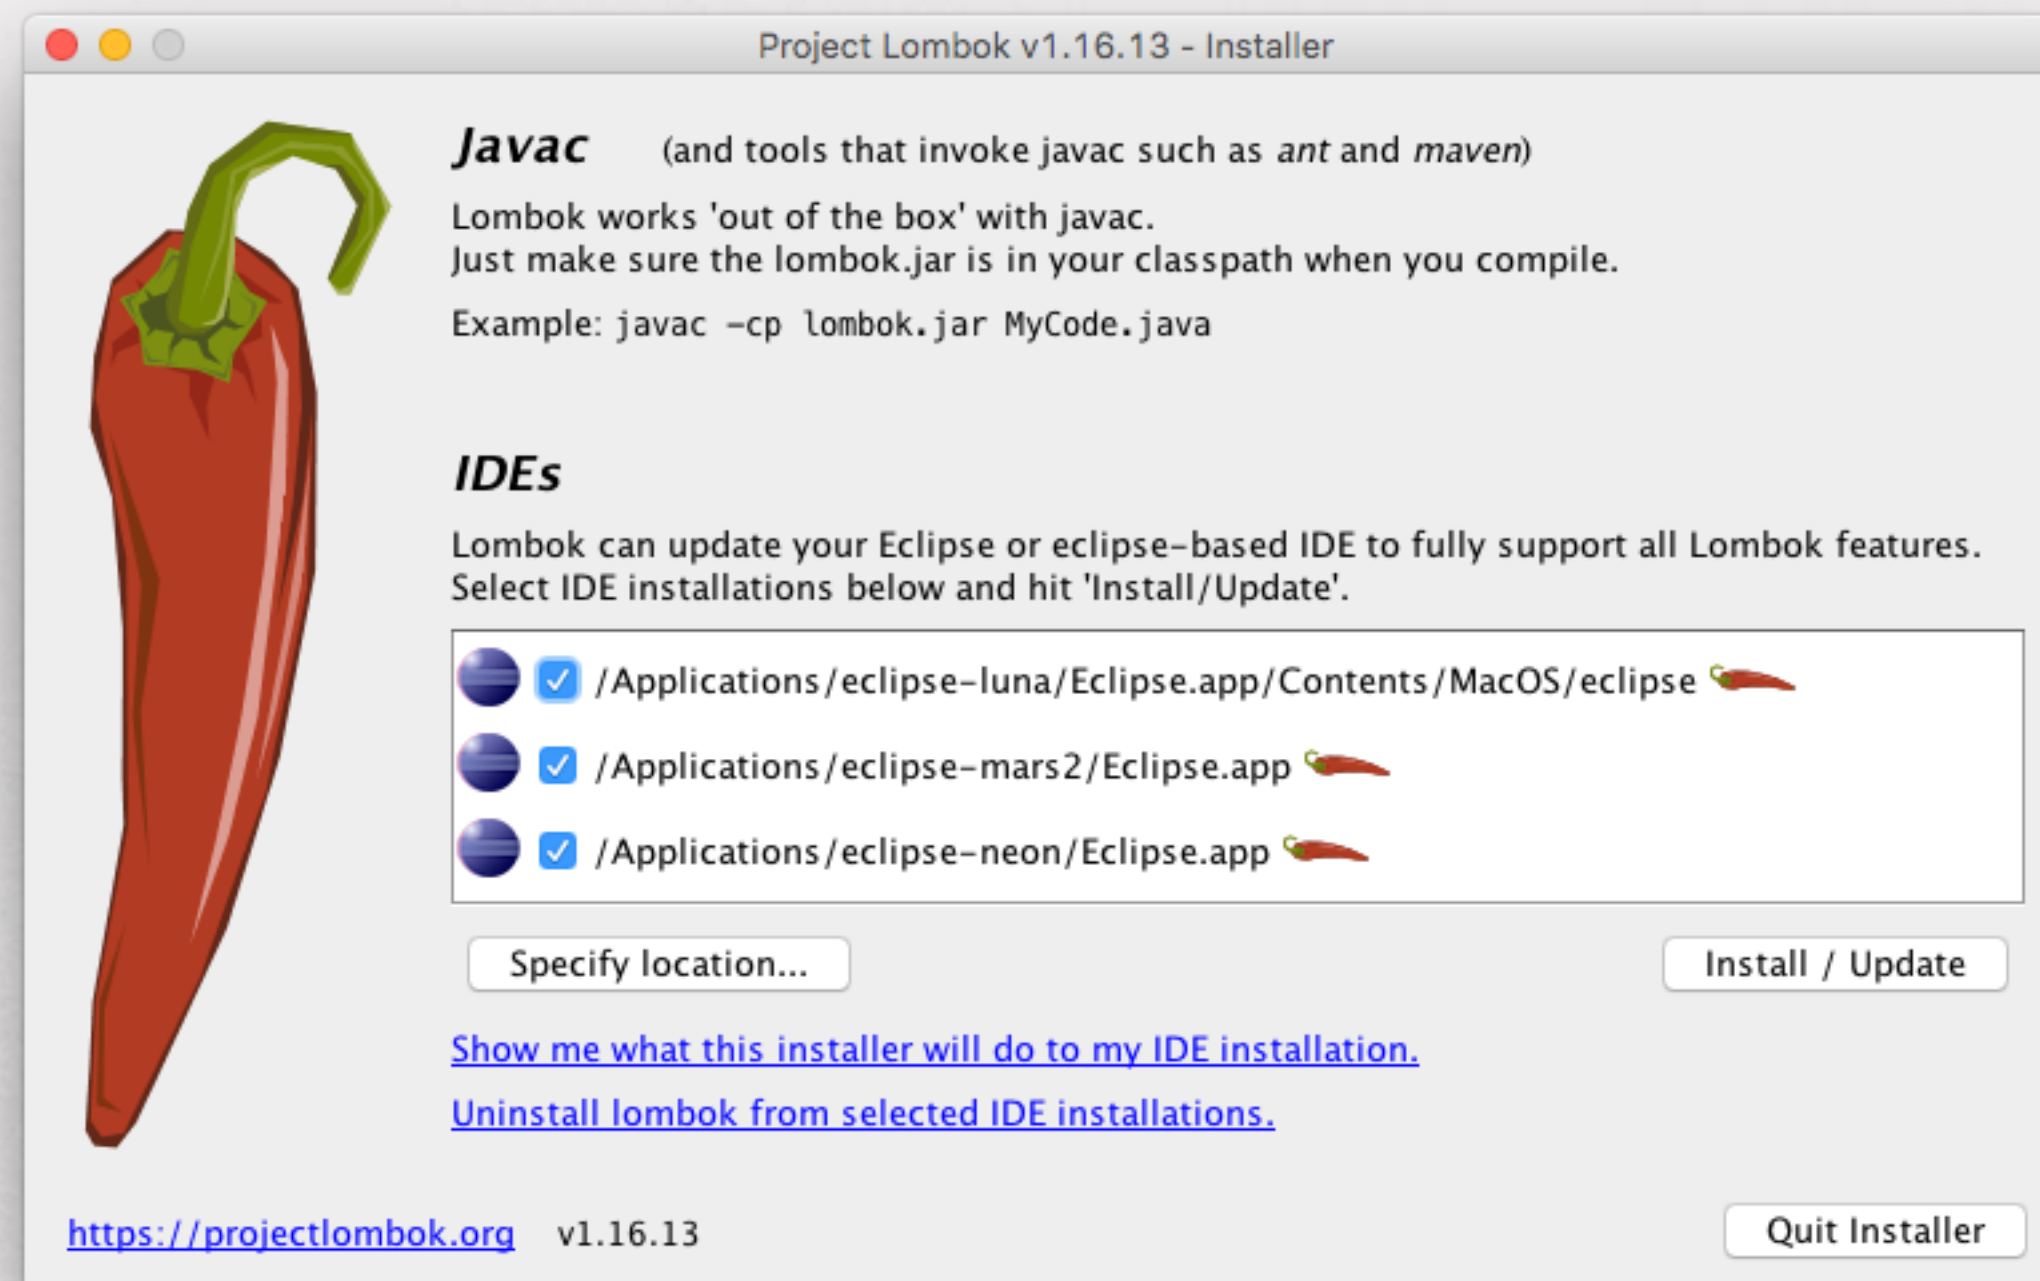 Project Lombok v1.16.13 - Installer
Javac (and tools that invoke javac such as ant and maven)
Lombok works 'out of the box' with javac.
Just make sure the lombok.jar is in your classpath when you compile.
Example: javac -cp lombok.jar MyCode.java
IDEs
Lombok can update your Eclipse or eclipse-based IDE to fully support all Lombok features.
Select IDE installations below and hit 'Install/Update'.
/Applications/eclipse-luna/Eclipse.app/Contents/MacOS/eclipse
/Applications/eclipse-mars2/Eclipse.app
/Applications/eclipse-neon/Eclipse.app
Specify location... Install / Update
Show me what this installer will do to my IDE installation.
Uninstall lombok from selected IDE installations.
https://projectlombok.org v1.16.13 Quit Installer